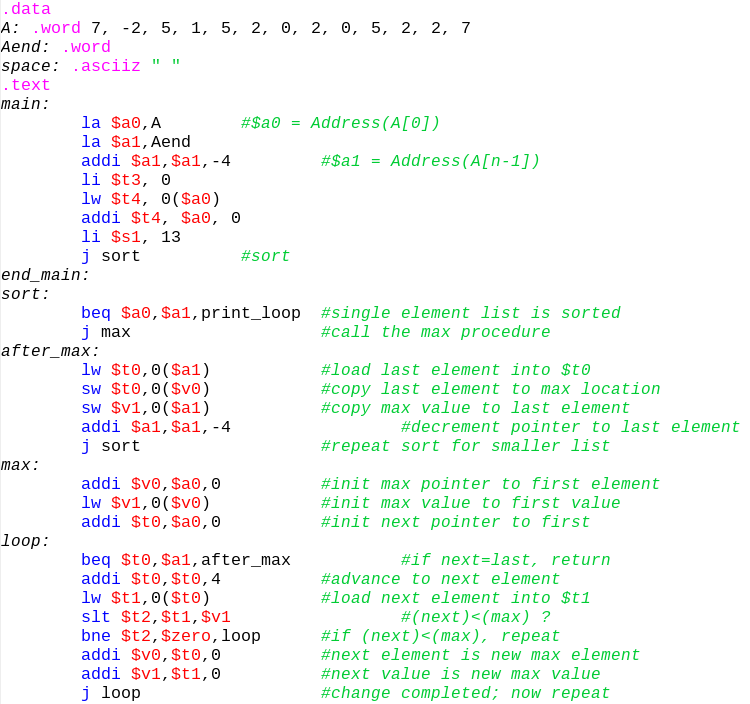 .data
A: .word 7, -2, 5, 1, 5, 2, 0, 2, 0, 5, 2, 2, 7
Aend: .word
space: .asciiz " "
.text
main:
        la $a0,A        #$a0 = Address(A[0])
        la $a1,Aend
        addi $a1,$a1,-4         #$a1 = Address(A[n-1])
        li $t3, 0
        lw $t4, 0($a0)
        addi $t4, $a0, 0
        li $s1, 13
        j sort          #sort
end_main:
sort:
        beq $a0,$a1,print_loop  #single element list is sorted
        j max                   #call the max procedure
after_max:
        lw $t0,0($a1)           #load last element into $t0
        sw $t0,0($v0)           #copy last element to max location
        sw $v1,0($a1)           #copy max value to last element
        addi $a1,$a1,-4                 #decrement pointer to last element
        j sort                  #repeat sort for smaller list
max:
        addi $v0,$a0,0          #init max pointer to first element
        lw $v1,0($v0)           #init max value to first value
        addi $t0,$a0,0          #init next pointer to first
loop:
        beq $t0,$a1,after_max           #if next=last, return
        addi $t0,$t0,4          #advance to next element
        lw $t1,0($t0)           #load next element into $t1
        slt $t2,$t1,$v1                 #(next)<(max) ?
        bne $t2,$zero,loop      #if (next)<(max), repeat
        addi $v0,$t0,0          #next element is new max element
        addi $v1,$t1,0          #next value is new max value
        j loop                  #change completed; now repeat